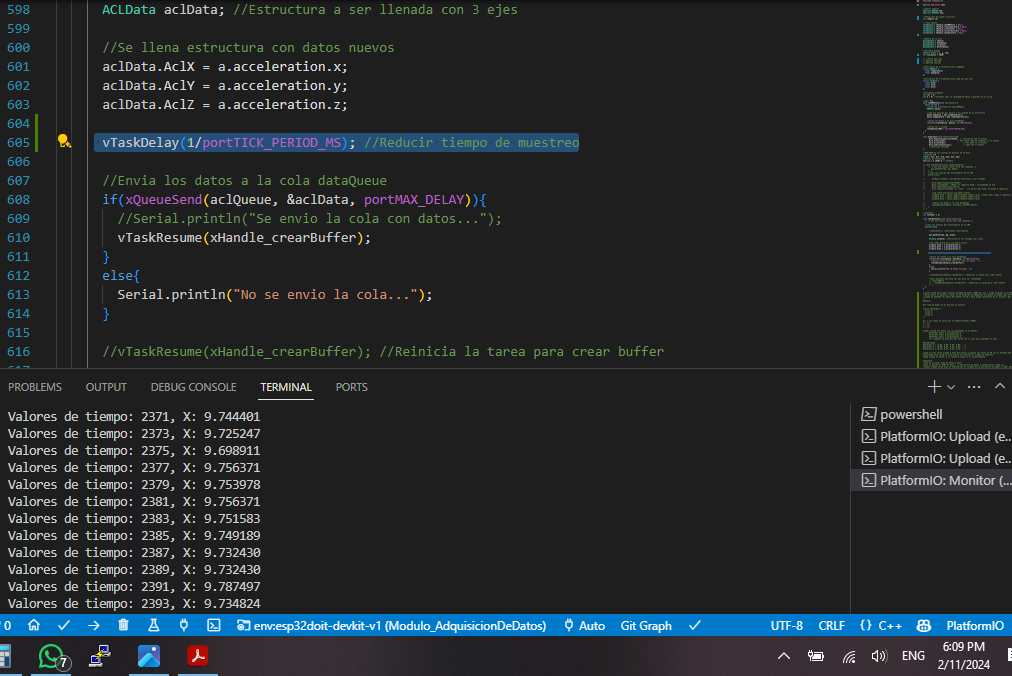 598 ACLData aclData; //Estructura a ser llenada con 3 ejes
599
600 //Se llena estructura con datos nuevos
601 aclData.AclX = a.acceleration.x;
602 aclData.AclY = a.acceleration.y;
603 aclData.AclZ = a.acceleration.z;
604
605 vTaskDelay(1/portTICK_PERIOD_MS); //Reducir tiempo de muestreo
606
607 //Envia los datos a la cola dataQueue
608 if(xQueueSend(aclQueue, &aclData, portMAX_DELAY)){
609 //Serial.println("Se envio la cola con datos...");
610 vTaskResume(xHandle_crearBuffer);
611 }
612 else{
613 Serial.println("No se envio la cola...");
614 }
615
616 //vTaskResume(xHandle_crearBuffer); //Reinicia la tarea para crear buffer
PROBLEMS OUTPUT DEBUG CONSOLE TERMINAL PORTS
Valores de tiempo: 2371, X: 9.744401
Valores de tiempo: 2373, X: 9.725247
Valores de tiempo: 2375, X: 9.698911
Valores de tiempo: 2377, X: 9.756371
Valores de tiempo: 2379, X: 9.753978
Valores de tiempo: 2381, X: 9.756371
Valores de tiempo: 2383, X: 9.751583
Valores de tiempo: 2385, X: 9.749189
Valores de tiempo: 2387, X: 9.732430
Valores de tiempo: 2389, X: 9.732430
Valores de tiempo: 2391, X: 9.787497
Valores de tiempo: 2393, X: 9.734824
powershell
PlatformIO: Upload (e...
PlatformIO: Upload (e...
PlatformIO: Monitor (...
0 env:esp32doit-devkit-v1 (Modulo_AdquisicionDeDatos) Auto Git Graph UTF-8 CRLF {} C++ PlatformIO
7 ENG 6:09 PM
2/11/2024